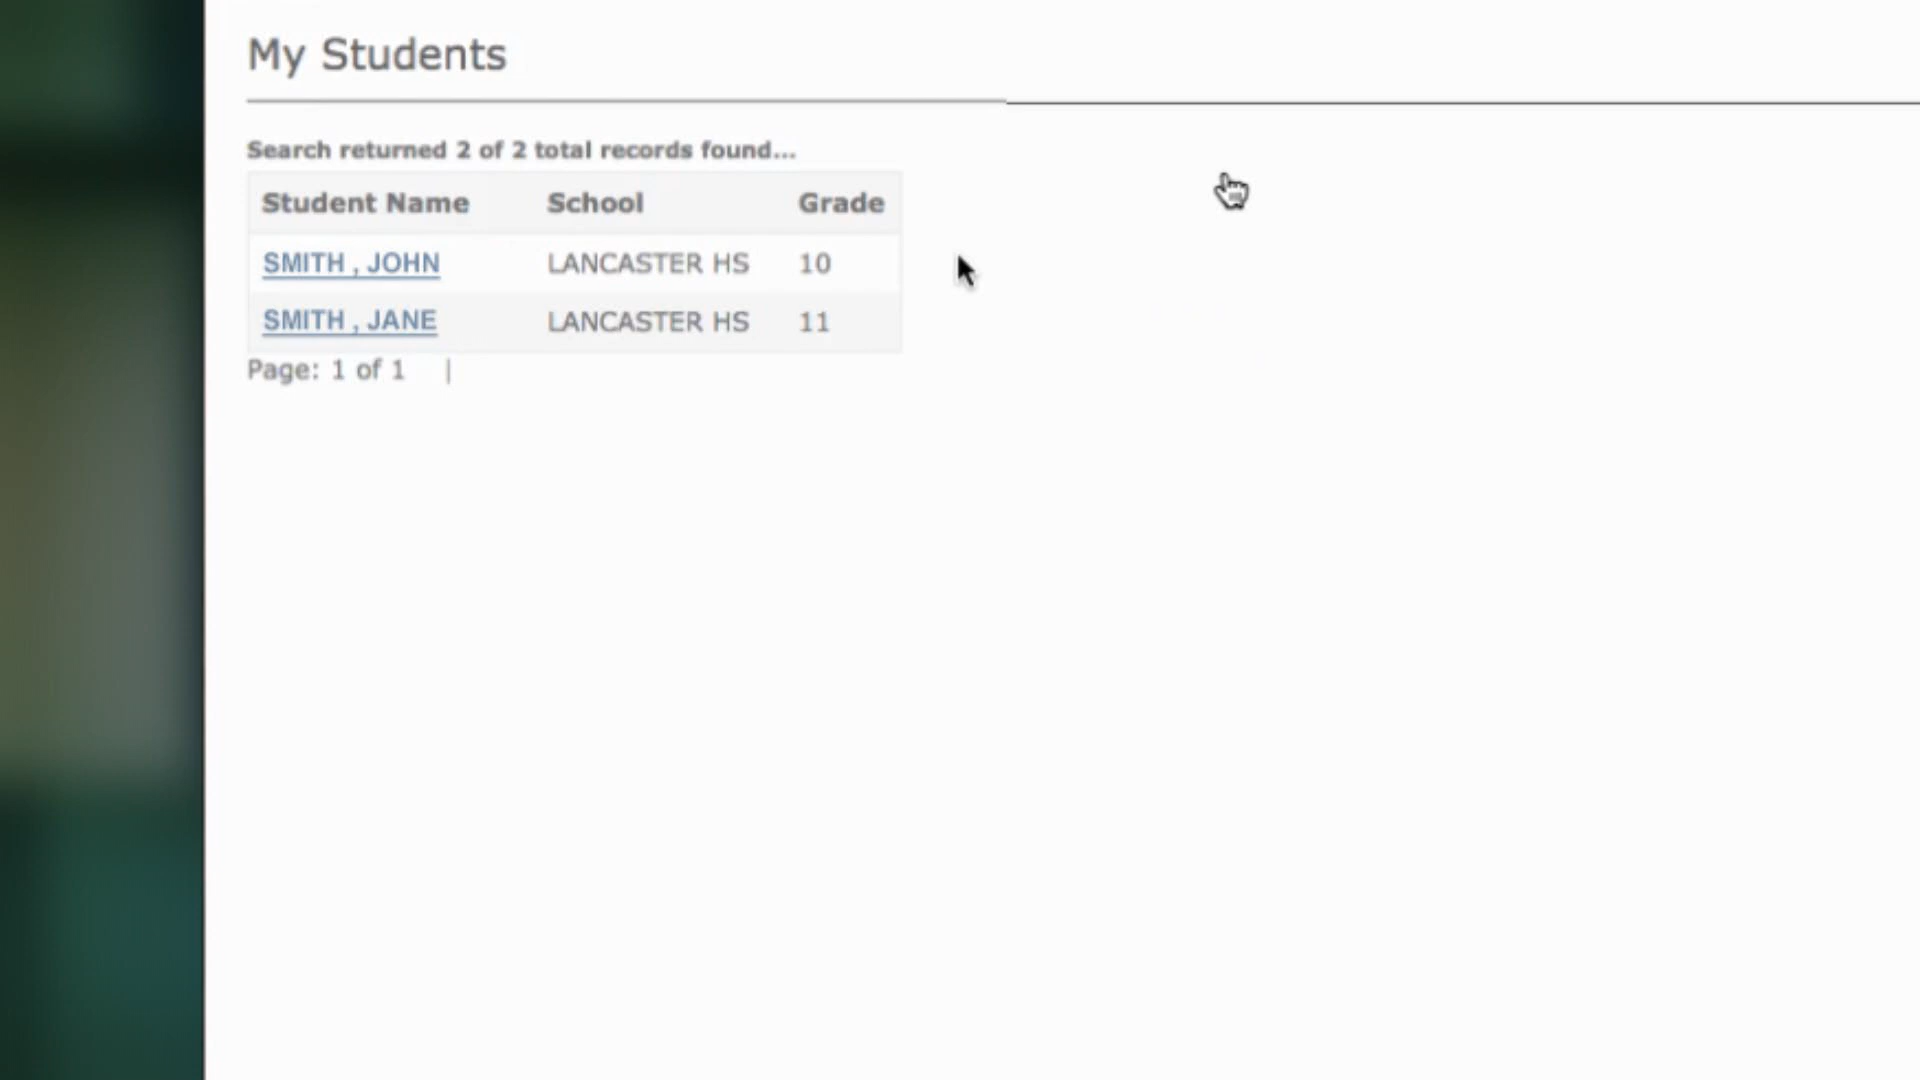 My Students
Search returned 2 of 2 total records found...
Student Name School Grade
SMITH , JOHN LANCASTER HS 10
SMITH , JANE LANCASTER HS 11
Page: 1 of 1 |